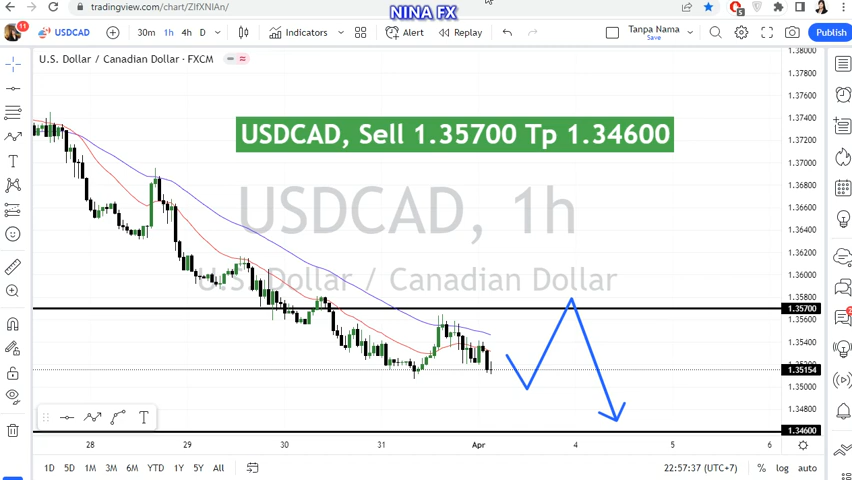 tradingview.com/chart/ZIfXNIAn/
NINA FX
11
USDCAD
30m 1h 4h D
Indicators
Alert
Replay
Tanpa Nama
Save
Publish
U.S. Dollar / Canadian Dollar · FXCM
USDCAD, Sell 1.35700 Tp 1.34600
USDCAD, 1h
U.S. Dollar / Canadian Dollar
1.38000
1.37800
1.37600
1.37400
1.37200
1.37000
1.36800
1.36600
1.36400
1.36200
1.36000
1.35800
1.35700
1.35600
1.35400
1.35154
1.35000
1.34800
1.34600
28 29 30 31 Apr 4 5 6
1D 5D 1M 3M 6M YTD 1Y 5Y All
22:57:37 (UTC+7) % log auto